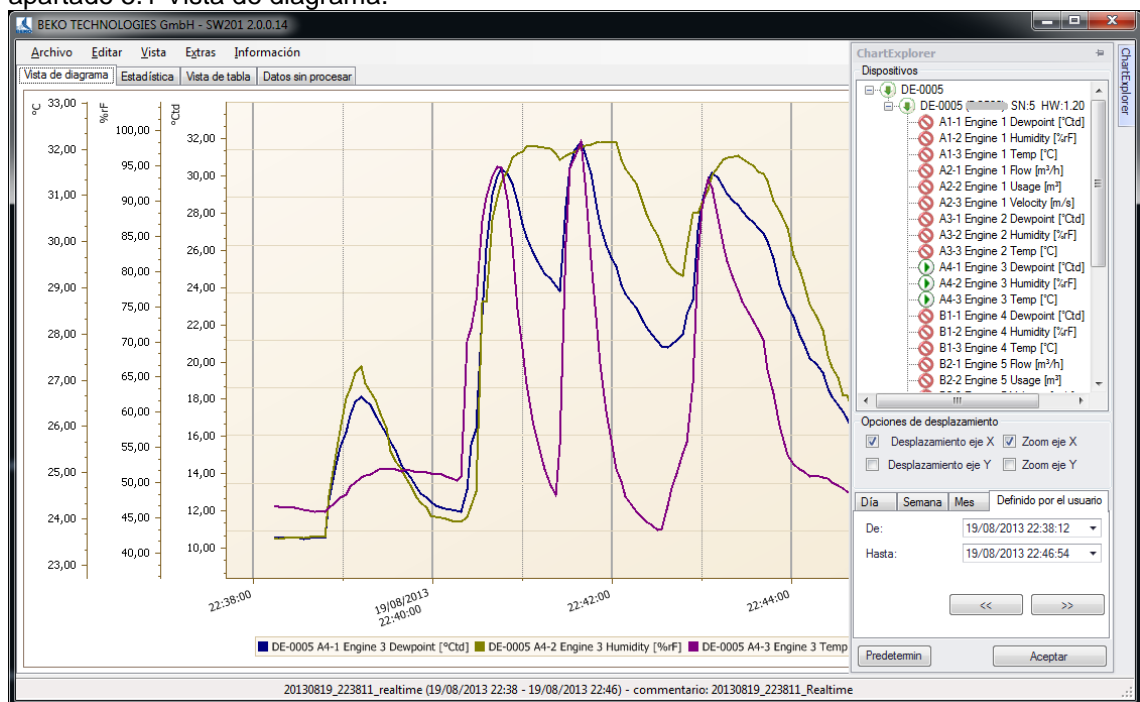 apartado 5.1 Vista de diagrama.
BEKO TECHNOLOGIES GmbH - SW201 2.0.0.14
Archivo Editar Vista Extras Información
Vista de diagrama Estadística Vista de tabla Datos sin procesar
°C %rF °Ctd
33,00
32,00
31,00
30,00
29,00
28,00
27,00
26,00
25,00
24,00
23,00
100,00
95,00
90,00
85,00
80,00
75,00
70,00
65,00
60,00
55,00
50,00
45,00
40,00
32,00
30,00
28,00
26,00
24,00
22,00
20,00
18,00
16,00
14,00
12,00
10,00
22:38:00
19/08/2013
22:40:00
22:42:00
22:44:00
DE-0005 A4-1 Engine 3 Dewpoint [°Ctd] DE-0005 A4-2 Engine 3 Humidity [%rF] DE-0005 A4-3 Engine 3 Temp
ChartExplorer
ChartExplorer
Dispositivos
DE-0005
DE-0005 SN:5 HW:1.20
A1-1 Engine 1 Dewpoint [°Ctd]
A1-2 Engine 1 Humidity [%rF]
A1-3 Engine 1 Temp [°C]
A2-1 Engine 1 Flow [m³/h]
A2-2 Engine 1 Usage [m³]
A2-3 Engine 1 Velocity [m/s]
A3-1 Engine 2 Dewpoint [°Ctd]
A3-2 Engine 2 Humidity [%rF]
A3-3 Engine 2 Temp [°C]
A4-1 Engine 3 Dewpoint [°Ctd]
A4-2 Engine 3 Humidity [%rF]
A4-3 Engine 3 Temp [°C]
B1-1 Engine 4 Dewpoint [°Ctd]
B1-2 Engine 4 Humidity [%rF]
B1-3 Engine 4 Temp [°C]
B2-1 Engine 5 Flow [m³/h]
B2-2 Engine 5 Usage [m³]
Opciones de desplazamiento
Desplazamiento eje X Zoom eje X
Desplazamiento eje Y Zoom eje Y
Día Semana Mes Definido por el usuario
De: 19/08/2013 22:38:12
Hasta: 19/08/2013 22:46:54
<< >>
Predetermin Aceptar
20130819_223811_realtime (19/08/2013 22:38 - 19/08/2013 22:46) - commentario: 20130819_223811_Realtime